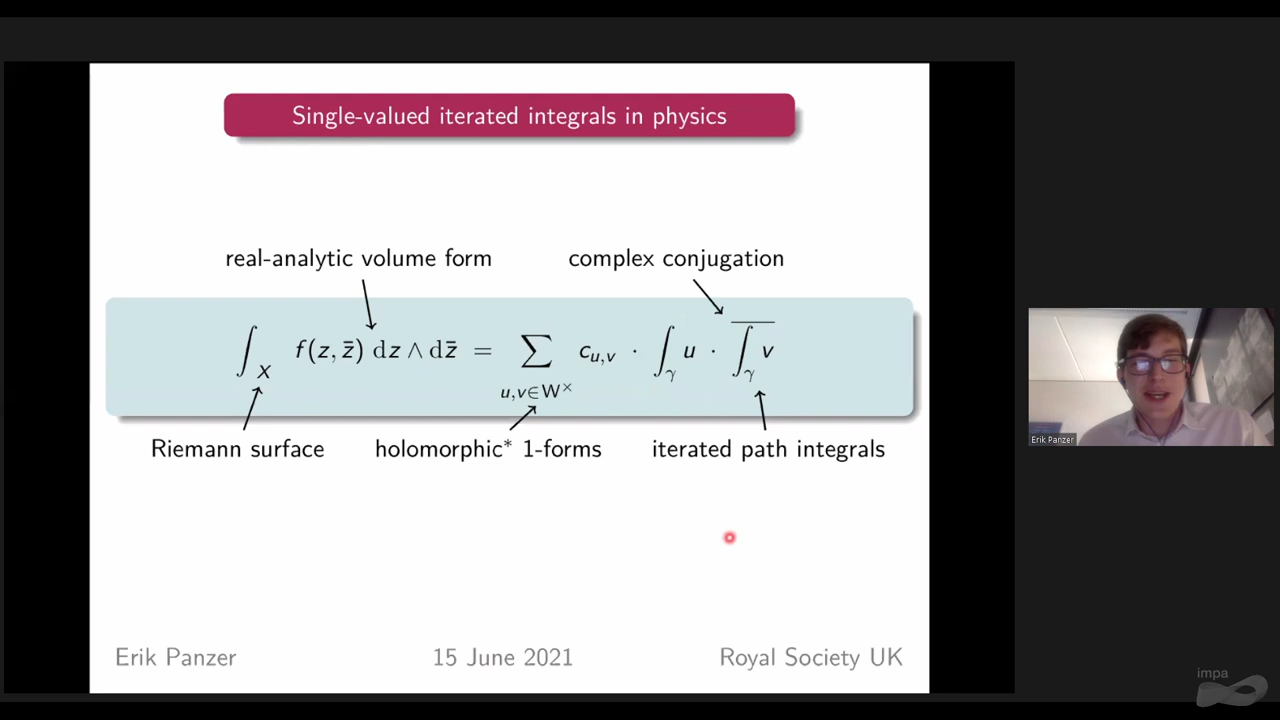 Single-valued iterated integrals in physics
real-analytic volume form
complex conjugation
∫_X f(z, z̄) dz ∧ dz̄ = ∑_{u,v∈W^×} c_{u,v} · ∫_γ u · \overline{∫_γ v}
Riemann surface
holomorphic* 1-forms
iterated path integrals
Erik Panzer
15 June 2021
Royal Society UK
Erik Panzer
impa